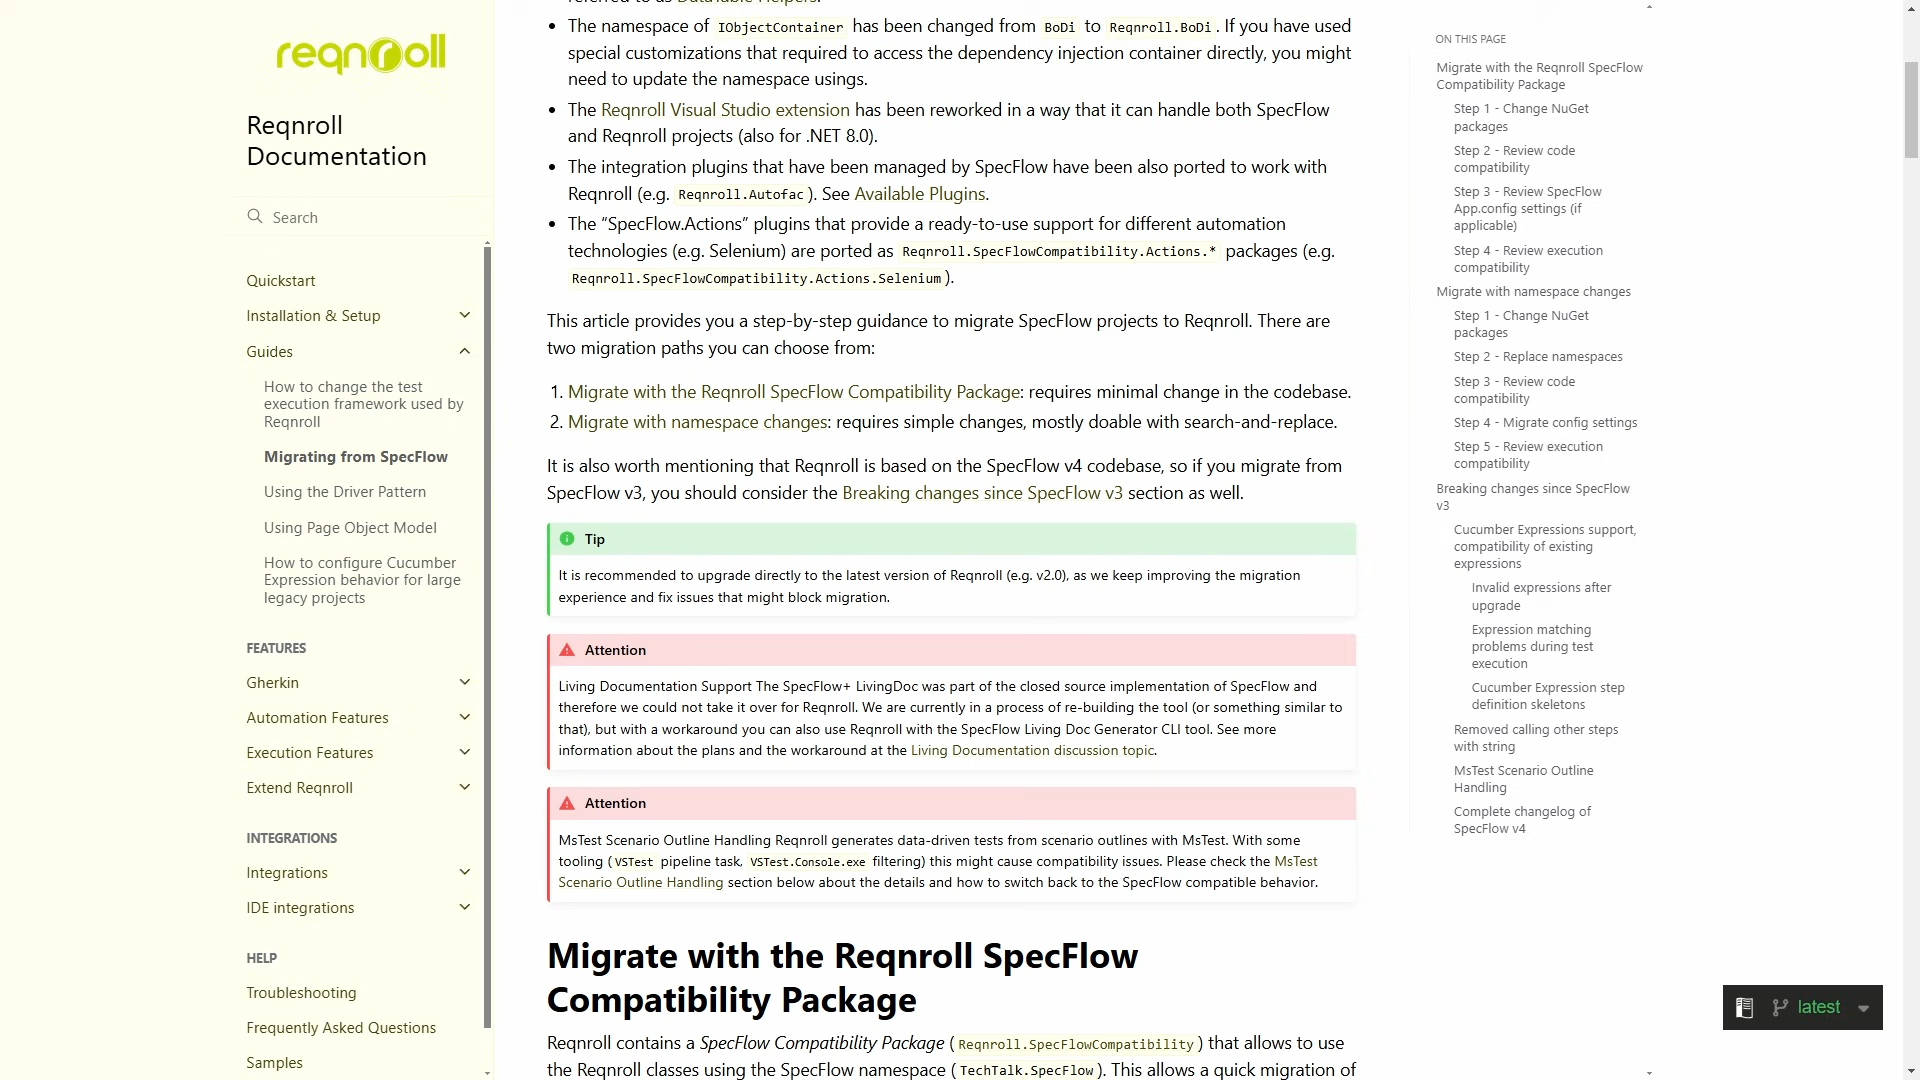 reqnroll
Reqnroll
Documentation
Search
Quickstart
Installation & Setup
Guides
How to change the test
execution framework used by
Reqnroll
Migrating from SpecFlow
Using the Driver Pattern
Using Page Object Model
How to configure Cucumber
Expression behavior for large
legacy projects
FEATURES
Gherkin
Automation Features
Execution Features
Extend Reqnroll
INTEGRATIONS
Integrations
IDE integrations
HELP
Troubleshooting
Frequently Asked Questions
Samples
referred to as DataTable Helpers.
• The namespace of IObjectContainer has been changed from BoDi to Reqnroll.BoDi. If you have used
special customizations that required to access the dependency injection container directly, you might
need to update the namespace usings.
• The Reqnroll Visual Studio extension has been reworked in a way that it can handle both SpecFlow
and Reqnroll projects (also for .NET 8.0).
• The integration plugins that have been managed by SpecFlow have been also ported to work with
Reqnroll (e.g. Reqnroll.Autofac). See Available Plugins.
• The “SpecFlow.Actions” plugins that provide a ready-to-use support for different automation
technologies (e.g. Selenium) are ported as Reqnroll.SpecFlowCompatibility.Actions.* packages (e.g.
Reqnroll.SpecFlowCompatibility.Actions.Selenium).
This article provides you a step-by-step guidance to migrate SpecFlow projects to Reqnroll. There are
two migration paths you can choose from:
1. Migrate with the Reqnroll SpecFlow Compatibility Package: requires minimal change in the codebase.
2. Migrate with namespace changes: requires simple changes, mostly doable with search-and-replace.
It is also worth mentioning that Reqnroll is based on the SpecFlow v4 codebase, so if you migrate from
SpecFlow v3, you should consider the Breaking changes since SpecFlow v3 section as well.
Tip
It is recommended to upgrade directly to the latest version of Reqnroll (e.g. v2.0), as we keep improving the migration
experience and fix issues that might block migration.
Attention
Living Documentation Support The SpecFlow+ LivingDoc was part of the closed source implementation of SpecFlow and
therefore we could not take it over for Reqnroll. We are currently in a process of re-building the tool (or something similar to
that), but with a workaround you can also use Reqnroll with the SpecFlow Living Doc Generator CLI tool. See more
information about the plans and the workaround at the Living Documentation discussion topic.
Attention
MsTest Scenario Outline Handling Reqnroll generates data-driven tests from scenario outlines with MsTest. With some
tooling (VSTest pipeline task, VSTest.Console.exe filtering) this might cause compatibility issues. Please check the MsTest
Scenario Outline Handling section below about the details and how to switch back to the SpecFlow compatible behavior.
Migrate with the Reqnroll SpecFlow
Compatibility Package
Reqnroll contains a SpecFlow Compatibility Package (Reqnroll.SpecFlowCompatibility) that allows to use
the Reqnroll classes using the SpecFlow namespace (TechTalk.SpecFlow). This allows a quick migration of
ON THIS PAGE
Migrate with the Reqnroll SpecFlow
Compatibility Package
Step 1 - Change NuGet
packages
Step 2 - Review code
compatibility
Step 3 - Review SpecFlow
App.config settings (if
applicable)
Step 4 - Review execution
compatibility
Migrate with namespace changes
Step 1 - Change NuGet
packages
Step 2 - Replace namespaces
Step 3 - Review code
compatibility
Step 4 - Migrate config settings
Step 5 - Review execution
compatibility
Breaking changes since SpecFlow
v3
Cucumber Expressions support,
compatibility of existing
expressions
Invalid expressions after
upgrade
Expression matching
problems during test
execution
Cucumber Expression step
definition skeletons
Removed calling other steps
with string
MsTest Scenario Outline
Handling
Complete changelog of
SpecFlow v4
latest